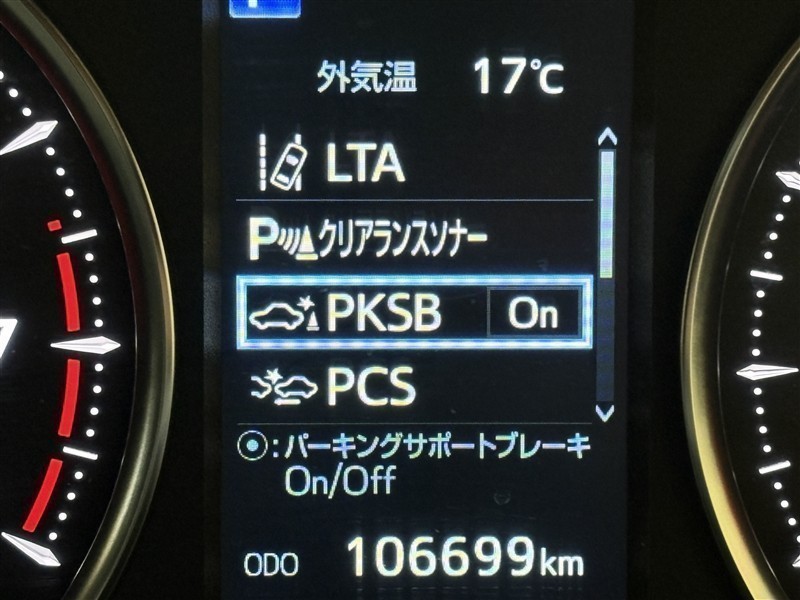 外気温 17℃
LTA
P クリアランスソナー
PKSB On
PCS
:パーキングサポートブレーキ
On/Off
ODO 106699km